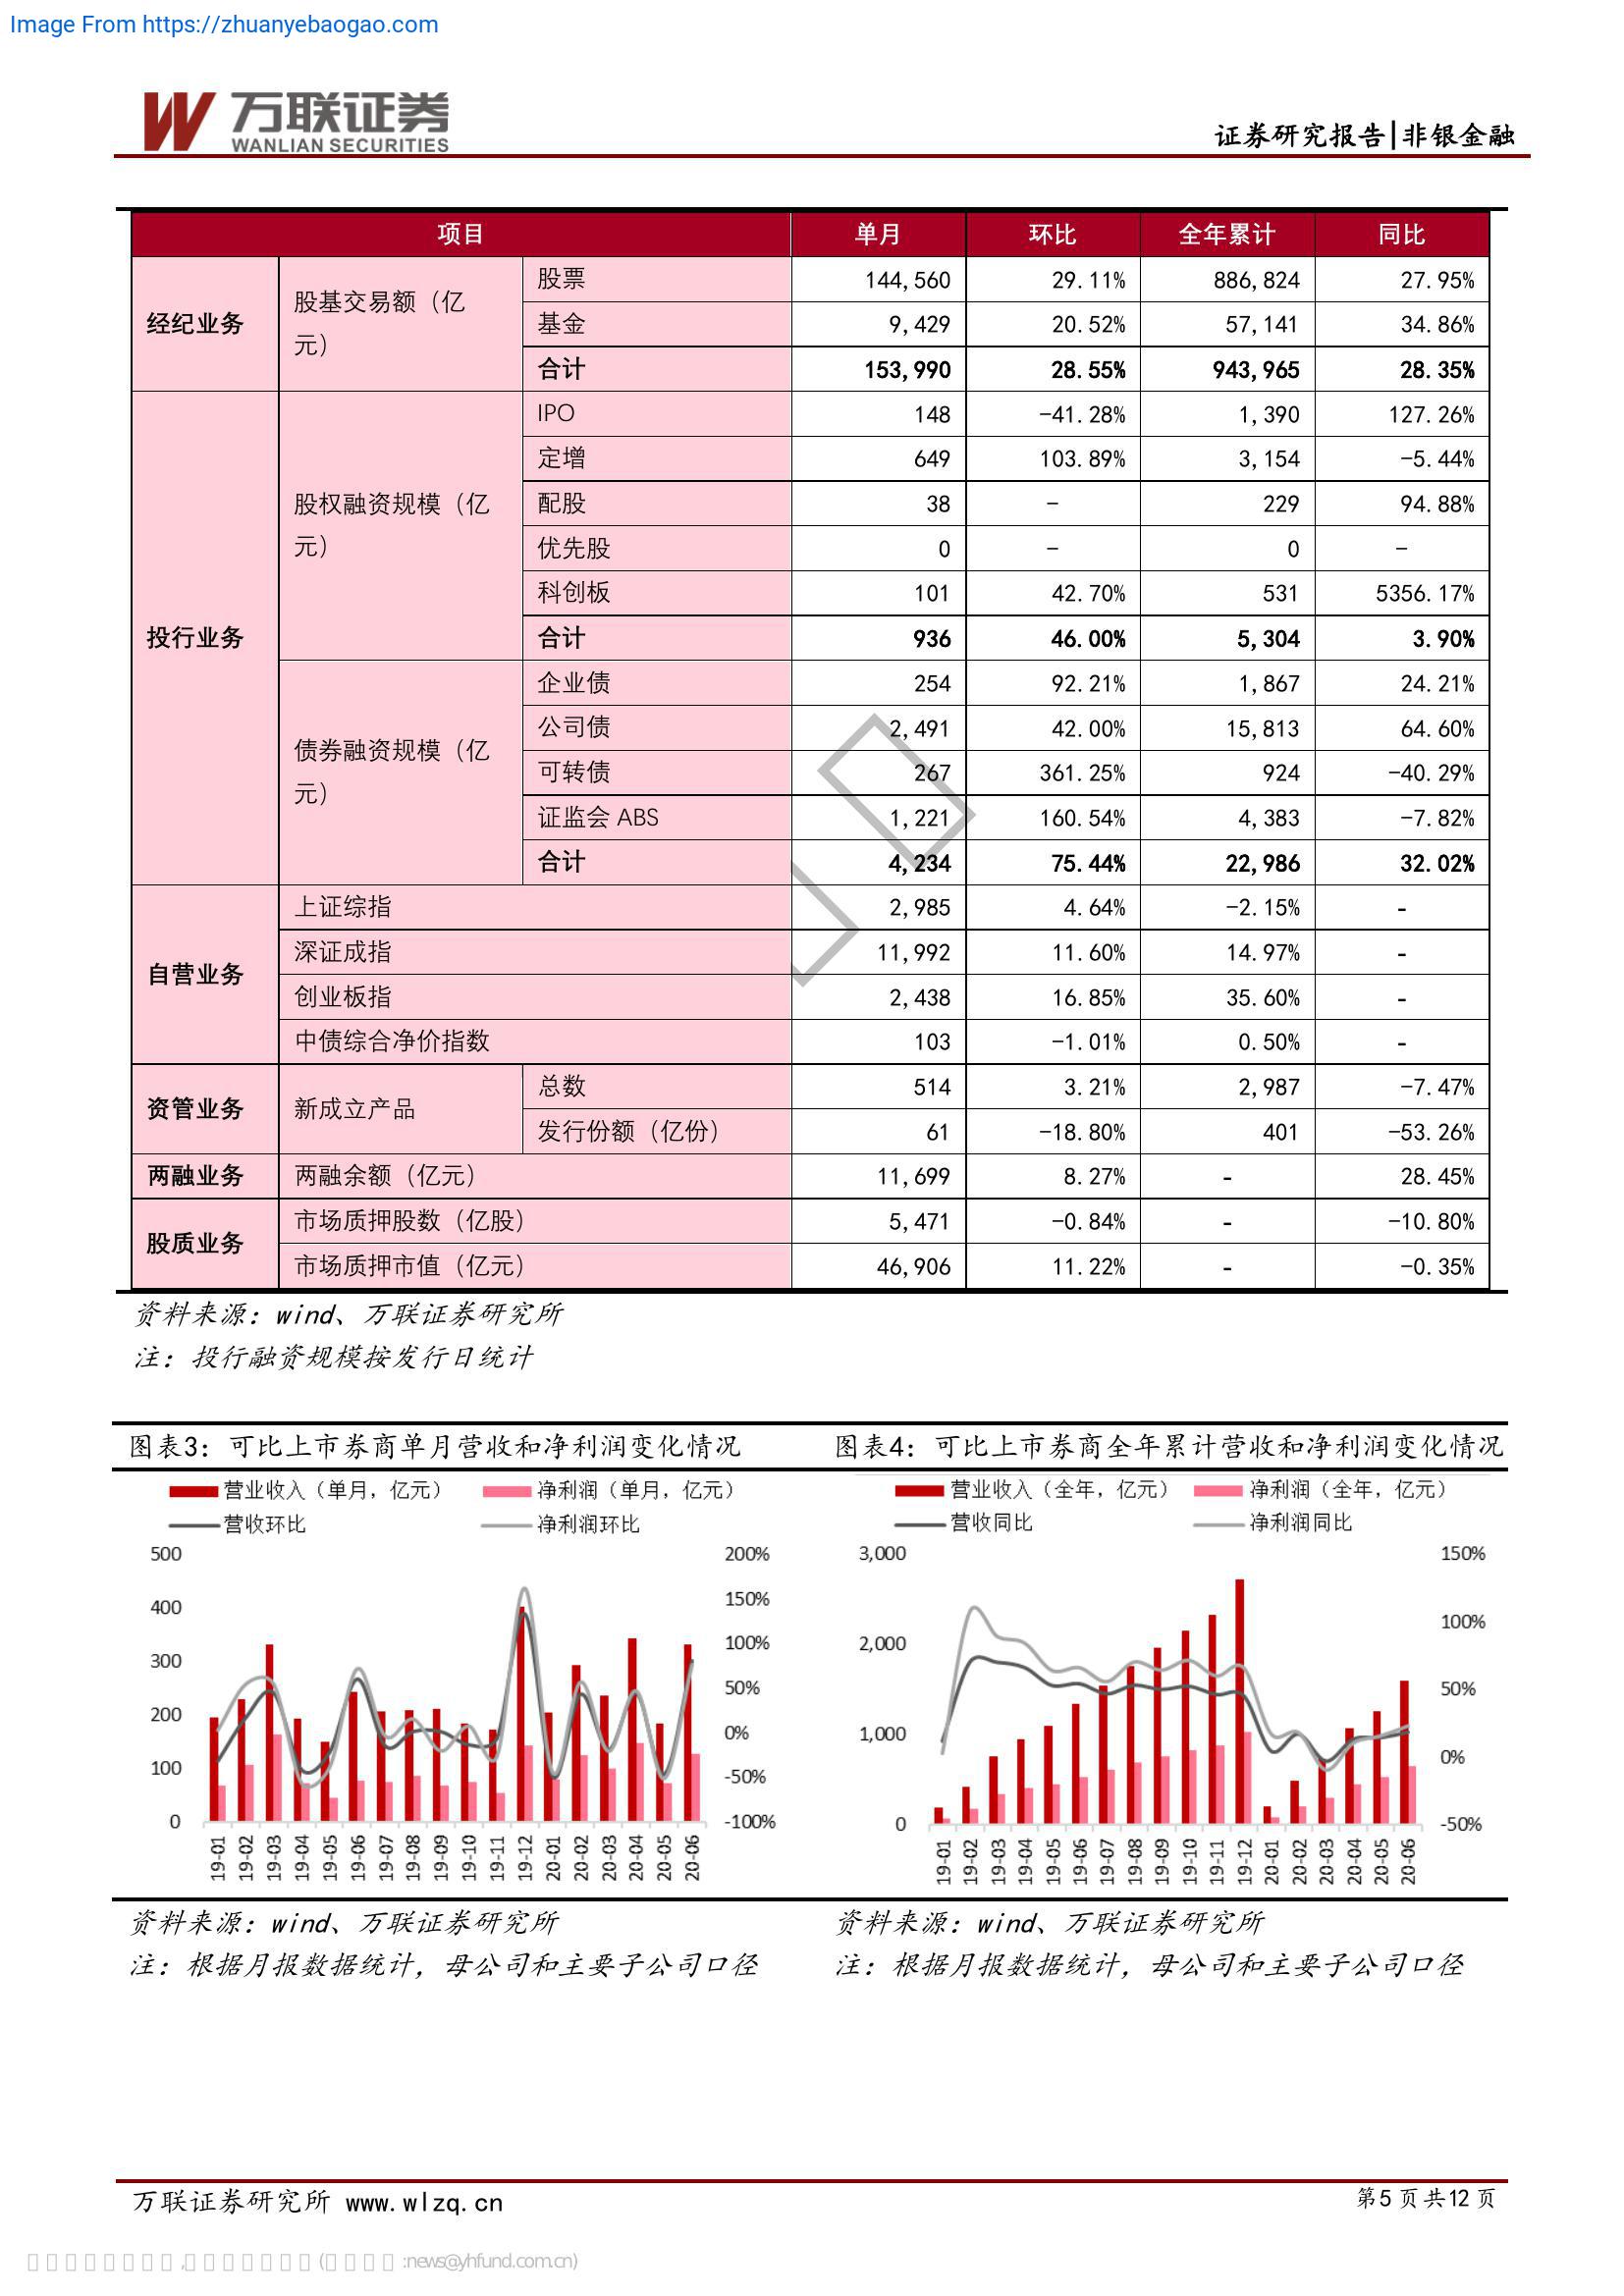 Image From https://zhuanyebaogao.com
万联证券
WANLIAN SECURITIES
证券研究报告|非银金融
项目 单月 环比 全年累计 同比
经纪业务 股基交易额（亿元） 股票 144,560 29.11% 886,824 27.95%
基金 9,429 20.52% 57,141 34.86%
合计 153,990 28.55% 943,965 28.35%
投行业务 股权融资规模（亿元） IPO 148 -41.28% 1,390 127.26%
定增 649 103.89% 3,154 -5.44%
配股 38 - 229 94.88%
优先股 0 - 0 -
科创板 101 42.70% 531 5356.17%
合计 936 46.00% 5,304 3.90%
债券融资规模（亿元） 企业债 254 92.21% 1,867 24.21%
公司债 2,491 42.00% 15,813 64.60%
可转债 267 361.25% 924 -40.29%
证监会 ABS 1,221 160.54% 4,383 -7.82%
合计 4,234 75.44% 22,986 32.02%
自营业务 上证综指 2,985 4.64% -2.15% -
深证成指 11,992 11.60% 14.97% -
创业板指 2,438 16.85% 35.60% -
中债综合净价指数 103 -1.01% 0.50% -
资管业务 新成立产品 总数 514 3.21% 2,987 -7.47%
发行份额（亿份） 61 -18.80% 401 -53.26%
两融业务 两融余额（亿元） 11,699 8.27% - 28.45%
股质业务 市场质押股数（亿股） 5,471 -0.84% - -10.80%
市场质押市值（亿元） 46,906 11.22% - -0.35%
资料来源：wind、万联证券研究所
注：投行融资规模按发行日统计
图表3：可比上市券商单月营收和净利润变化情况
营业收入（单月，亿元） 净利润（单月，亿元）
营收环比 净利润环比
500 200%
400 150%
300 100%
200 50%
100 0%
0 -50%
-100%
19-01 19-02 19-03 19-04 19-05 19-06 19-07 19-08 19-09 19-10 19-11 19-12 20-01 20-02 20-03 20-04 20-05 20-06
资料来源：wind、万联证券研究所
注：根据月报数据统计，母公司和主要子公司口径
图表4：可比上市券商全年累计营收和净利润变化情况
营业收入（全年，亿元） 净利润（全年，亿元）
营收同比 净利润同比
3,000 150%
2,000 100%
1,000 50%
0 0%
-50%
19-01 19-02 19-03 19-04 19-05 19-06 19-07 19-08 19-09 19-10 19-11 19-12 20-01 20-02 20-03 20-04 20-05 20-06
资料来源：wind、万联证券研究所
注：根据月报数据统计，母公司和主要子公司口径
万联证券研究所 www.wlzq.cn
第5页共12页
:news@yhfund.com.cn)